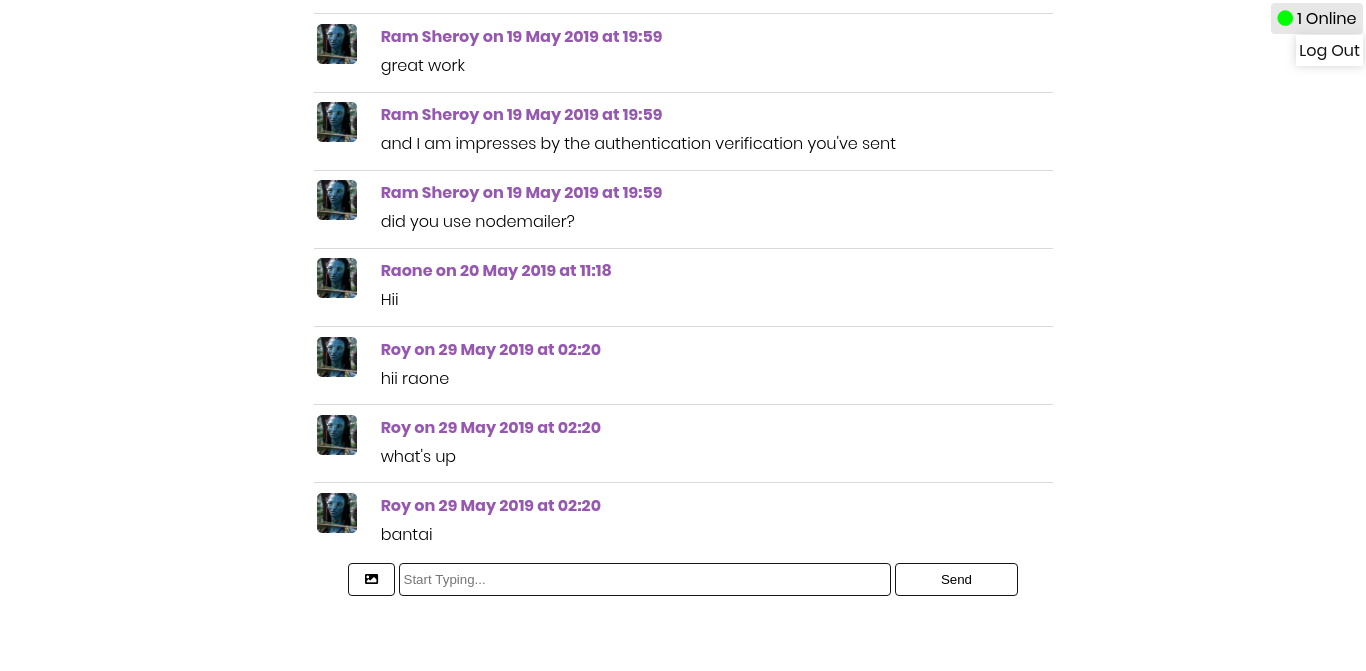 1 Online
Log Out
Ram Sheroy on 19 May 2019 at 19:59
great work
Ram Sheroy on 19 May 2019 at 19:59
and I am impresses by the authentication verification you've sent
Ram Sheroy on 19 May 2019 at 19:59
did you use nodemailer?
Raone on 20 May 2019 at 11:18
Hii
Roy on 29 May 2019 at 02:20
hii raone
Roy on 29 May 2019 at 02:20
what's up
Roy on 29 May 2019 at 02:20
bantai
Start Typing...
Send